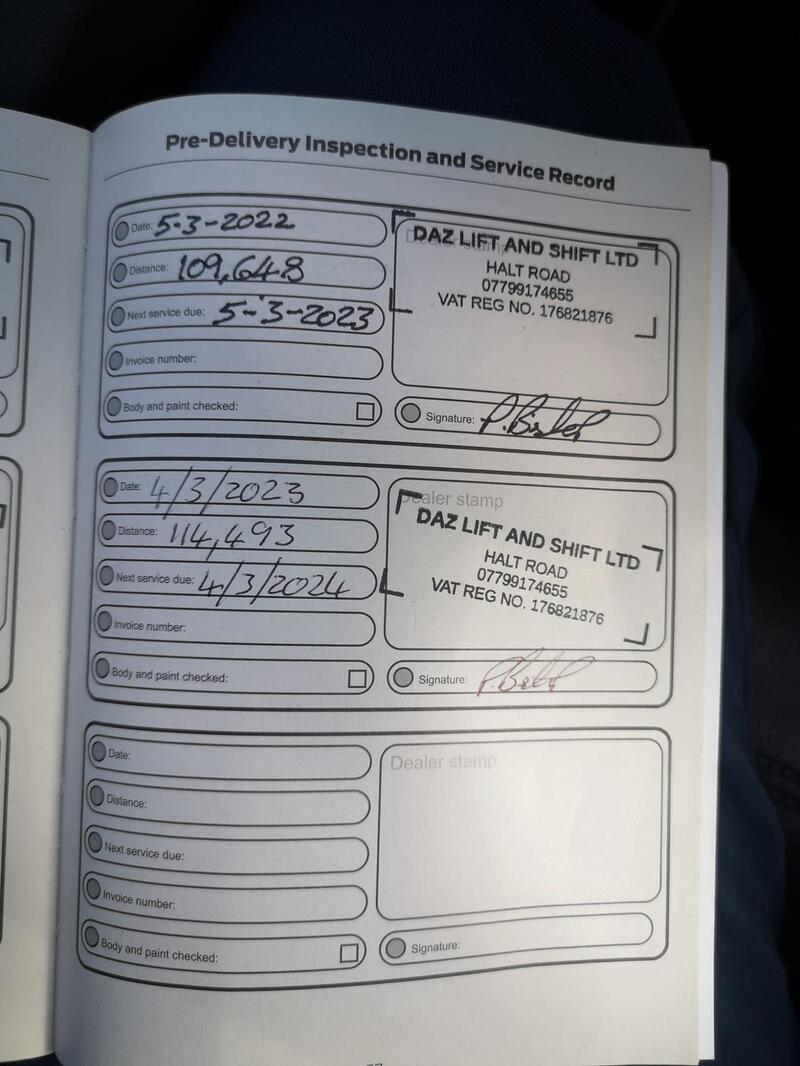 Pre-Delivery Inspection and Service Record
Date: 5-3-2022
Distance: 109,648
Next service due: 5-3-2023
Invoice number:
Body and paint checked:
Dealer stamp
DAZ LIFT AND SHIFT LTD
HALT ROAD
07799174655
VAT REG NO. 176821876
Signature:
Date: 4/3/2023
Distance: 114,493
Next service due: 4/3/2024
Invoice number:
Body and paint checked:
Dealer stamp
DAZ LIFT AND SHIFT LTD
HALT ROAD
07799174655
VAT REG NO. 176821876
Signature:
Date:
Distance:
Next service due:
Invoice number:
Body and paint checked:
Dealer stamp
Signature: